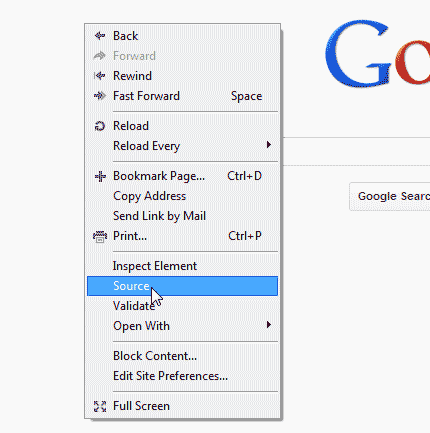 Back
Forward
Rewind
Fast Forward Space
Reload
Reload Every
Bookmark Page... Ctrl+D
Copy Address
Send Link by Mail
Print... Ctrl+P
Inspect Element
Source
Validate
Open With
Block Content...
Edit Site Preferences...
Full Screen
Go
Google Searc